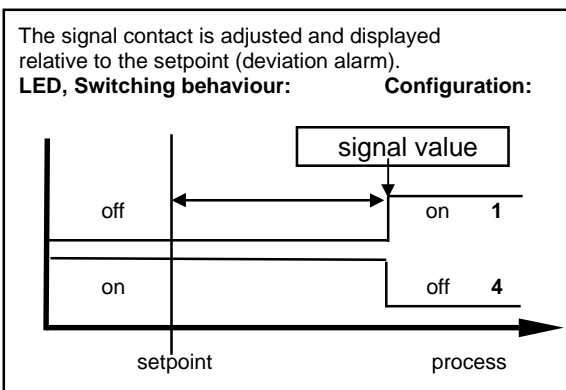 The signal contact is adjusted and displayed
relative to the setpoint (deviation alarm).
LED, Switching behaviour: Configuration:
signal value
off on 1
on off 4
setpoint process